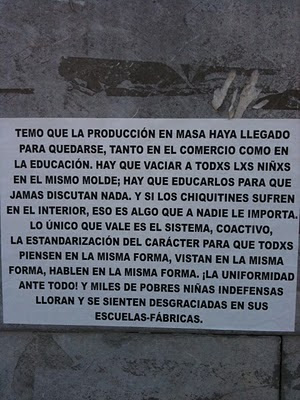 TEMO QUE LA PRODUCCIÓN EN MASA HAYA LLEGADO
PARA QUEDARSE, TANTO EN EL COMERCIO COMO EN
LA EDUCACIÓN. HAY QUE VACIAR A TODXS LXS NIÑXS
EN EL MISMO MOLDE; HAY QUE EDUCARLOS PARA QUE
JAMAS DISCUTAN NADA. Y SI LOS CHIQUITINES SUFREN
EN EL INTERIOR, ESO ES ALGO QUE A NADIE LE IMPORTA.
LO ÚNICO QUE VALE ES EL SISTEMA, COACTIVO,
LA ESTANDARIZACIÓN DEL CARÁCTER PARA QUE TODXS
PIENSEN EN LA MISMA FORMA, VISTAN EN LA MISMA
FORMA, HABLEN EN LA MISMA FORMA. ¡LA UNIFORMIDAD
ANTE TODO! Y MILES DE POBRES NIÑAS INDEFENSAS
LLORAN Y SE SIENTEN DESGRACIADAS EN SUS
ESCUELAS-FÁBRICAS.